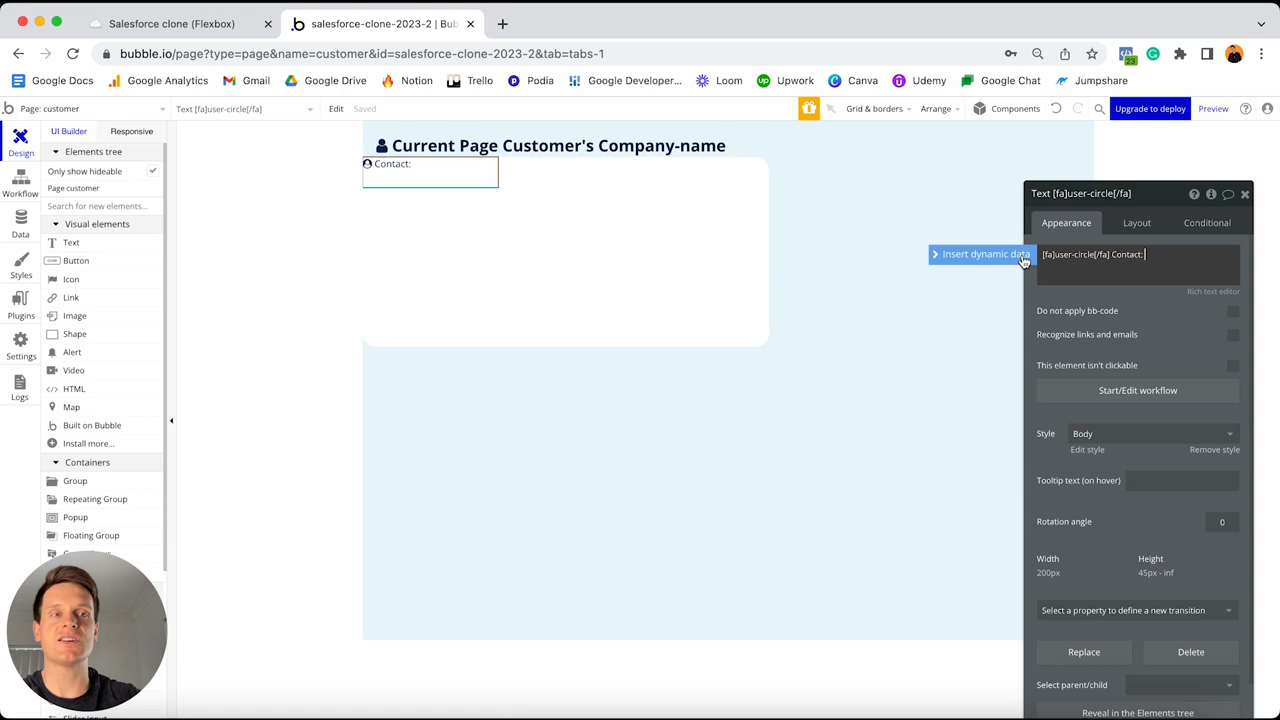 Salesforce clone (Flexbox)
salesforce-clone-2023-2 | Bub
bubble.io/page?type=page&name=customer&id=salesforce-clone-2023-2&tab=tabs-1
23
Google Docs
Google Analytics
Gmail
Google Drive
Notion
Trello
Podia
Google Developer...
Loom
Upwork
Canva
Udemy
Google Chat
Jumpshare
Page: customer
Text [fa]user-circle[/fa]
Edit
Saved
Grid & borders
Arrange
Components
Upgrade to deploy
Preview
Design
Workflow
Data
Styles
Plugins
Settings
Logs
UI Builder
Responsive
Elements tree
Only show hideable
Page customer
Search for new elements...
Visual elements
Text
Button
Icon
Link
Image
Shape
Alert
Video
HTML
Map
Built on Bubble
Install more...
Containers
Group
Repeating Group
Popup
Floating Group
Current Page Customer's Company-name
Contact:
Insert dynamic data
Text [fa]user-circle[/fa]
Appearance
Layout
Conditional
[fa]user-circle[/fa] Contact:
Rich text editor
Do not apply bb-code
Recognize links and emails
This element isn't clickable
Start/Edit workflow
Style
Body
Edit style
Remove style
Tooltip text (on hover)
Rotation angle
0
Width
Height
200px
45px - inf
Select a property to define a new transition
Replace
Delete
Select parent/child
Reveal in the Elements tree